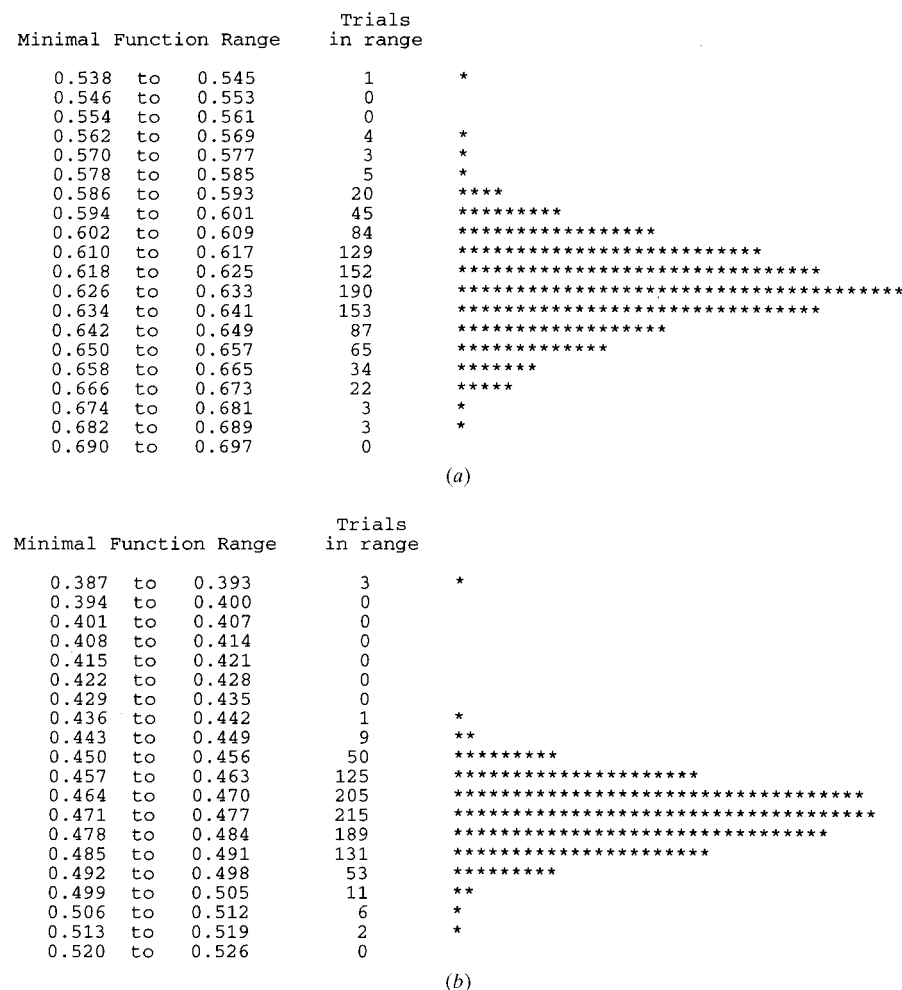 Trials
Minimal Function Range in range
0.538 to 0.545 1 *
0.546 to 0.553 0
0.554 to 0.561 0
0.562 to 0.569 4 *
0.570 to 0.577 3 *
0.578 to 0.585 5 *
0.586 to 0.593 20 ****
0.594 to 0.601 45 *********
0.602 to 0.609 84 *****************
0.610 to 0.617 129 **************************
0.618 to 0.625 152 *******************************
0.626 to 0.633 190 **************************************
0.634 to 0.641 153 *******************************
0.642 to 0.649 87 ******************
0.650 to 0.657 65 *************
0.658 to 0.665 34 *******
0.666 to 0.673 22 *****
0.674 to 0.681 3 *
0.682 to 0.689 3 *
0.690 to 0.697 0
(a)
Trials
Minimal Function Range in range
0.387 to 0.393 3 *
0.394 to 0.400 0
0.401 to 0.407 0
0.408 to 0.414 0
0.415 to 0.421 0
0.422 to 0.428 0
0.429 to 0.435 0
0.436 to 0.442 1 *
0.443 to 0.449 9 **
0.450 to 0.456 50 *********
0.457 to 0.463 125 *********************
0.464 to 0.470 205 ***********************************
0.471 to 0.477 215 ************************************
0.478 to 0.484 189 ********************************
0.485 to 0.491 131 **********************
0.492 to 0.498 53 *********
0.499 to 0.505 11 **
0.506 to 0.512 6 *
0.513 to 0.519 2 *
0.520 to 0.526 0
(b)